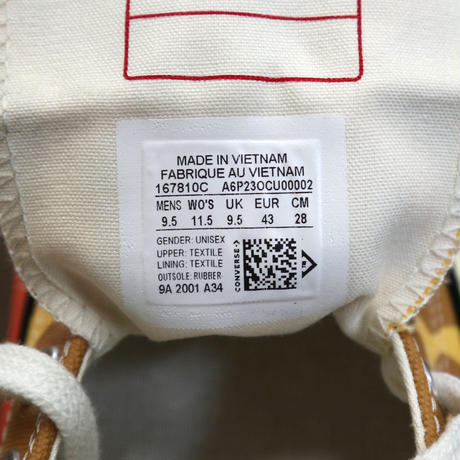 MADE IN VIETNAM
FABRIQUE AU VIETNAM
167810C A6P23OCU00002
MENS WO'S UK EUR CM
9.5 11.5 9.5 43 28
GENDER: UNISEX
UPPER: TEXTILE
LINING: TEXTILE
OUTSOLE: RUBBER
9A 2001 A34
CONVERSE